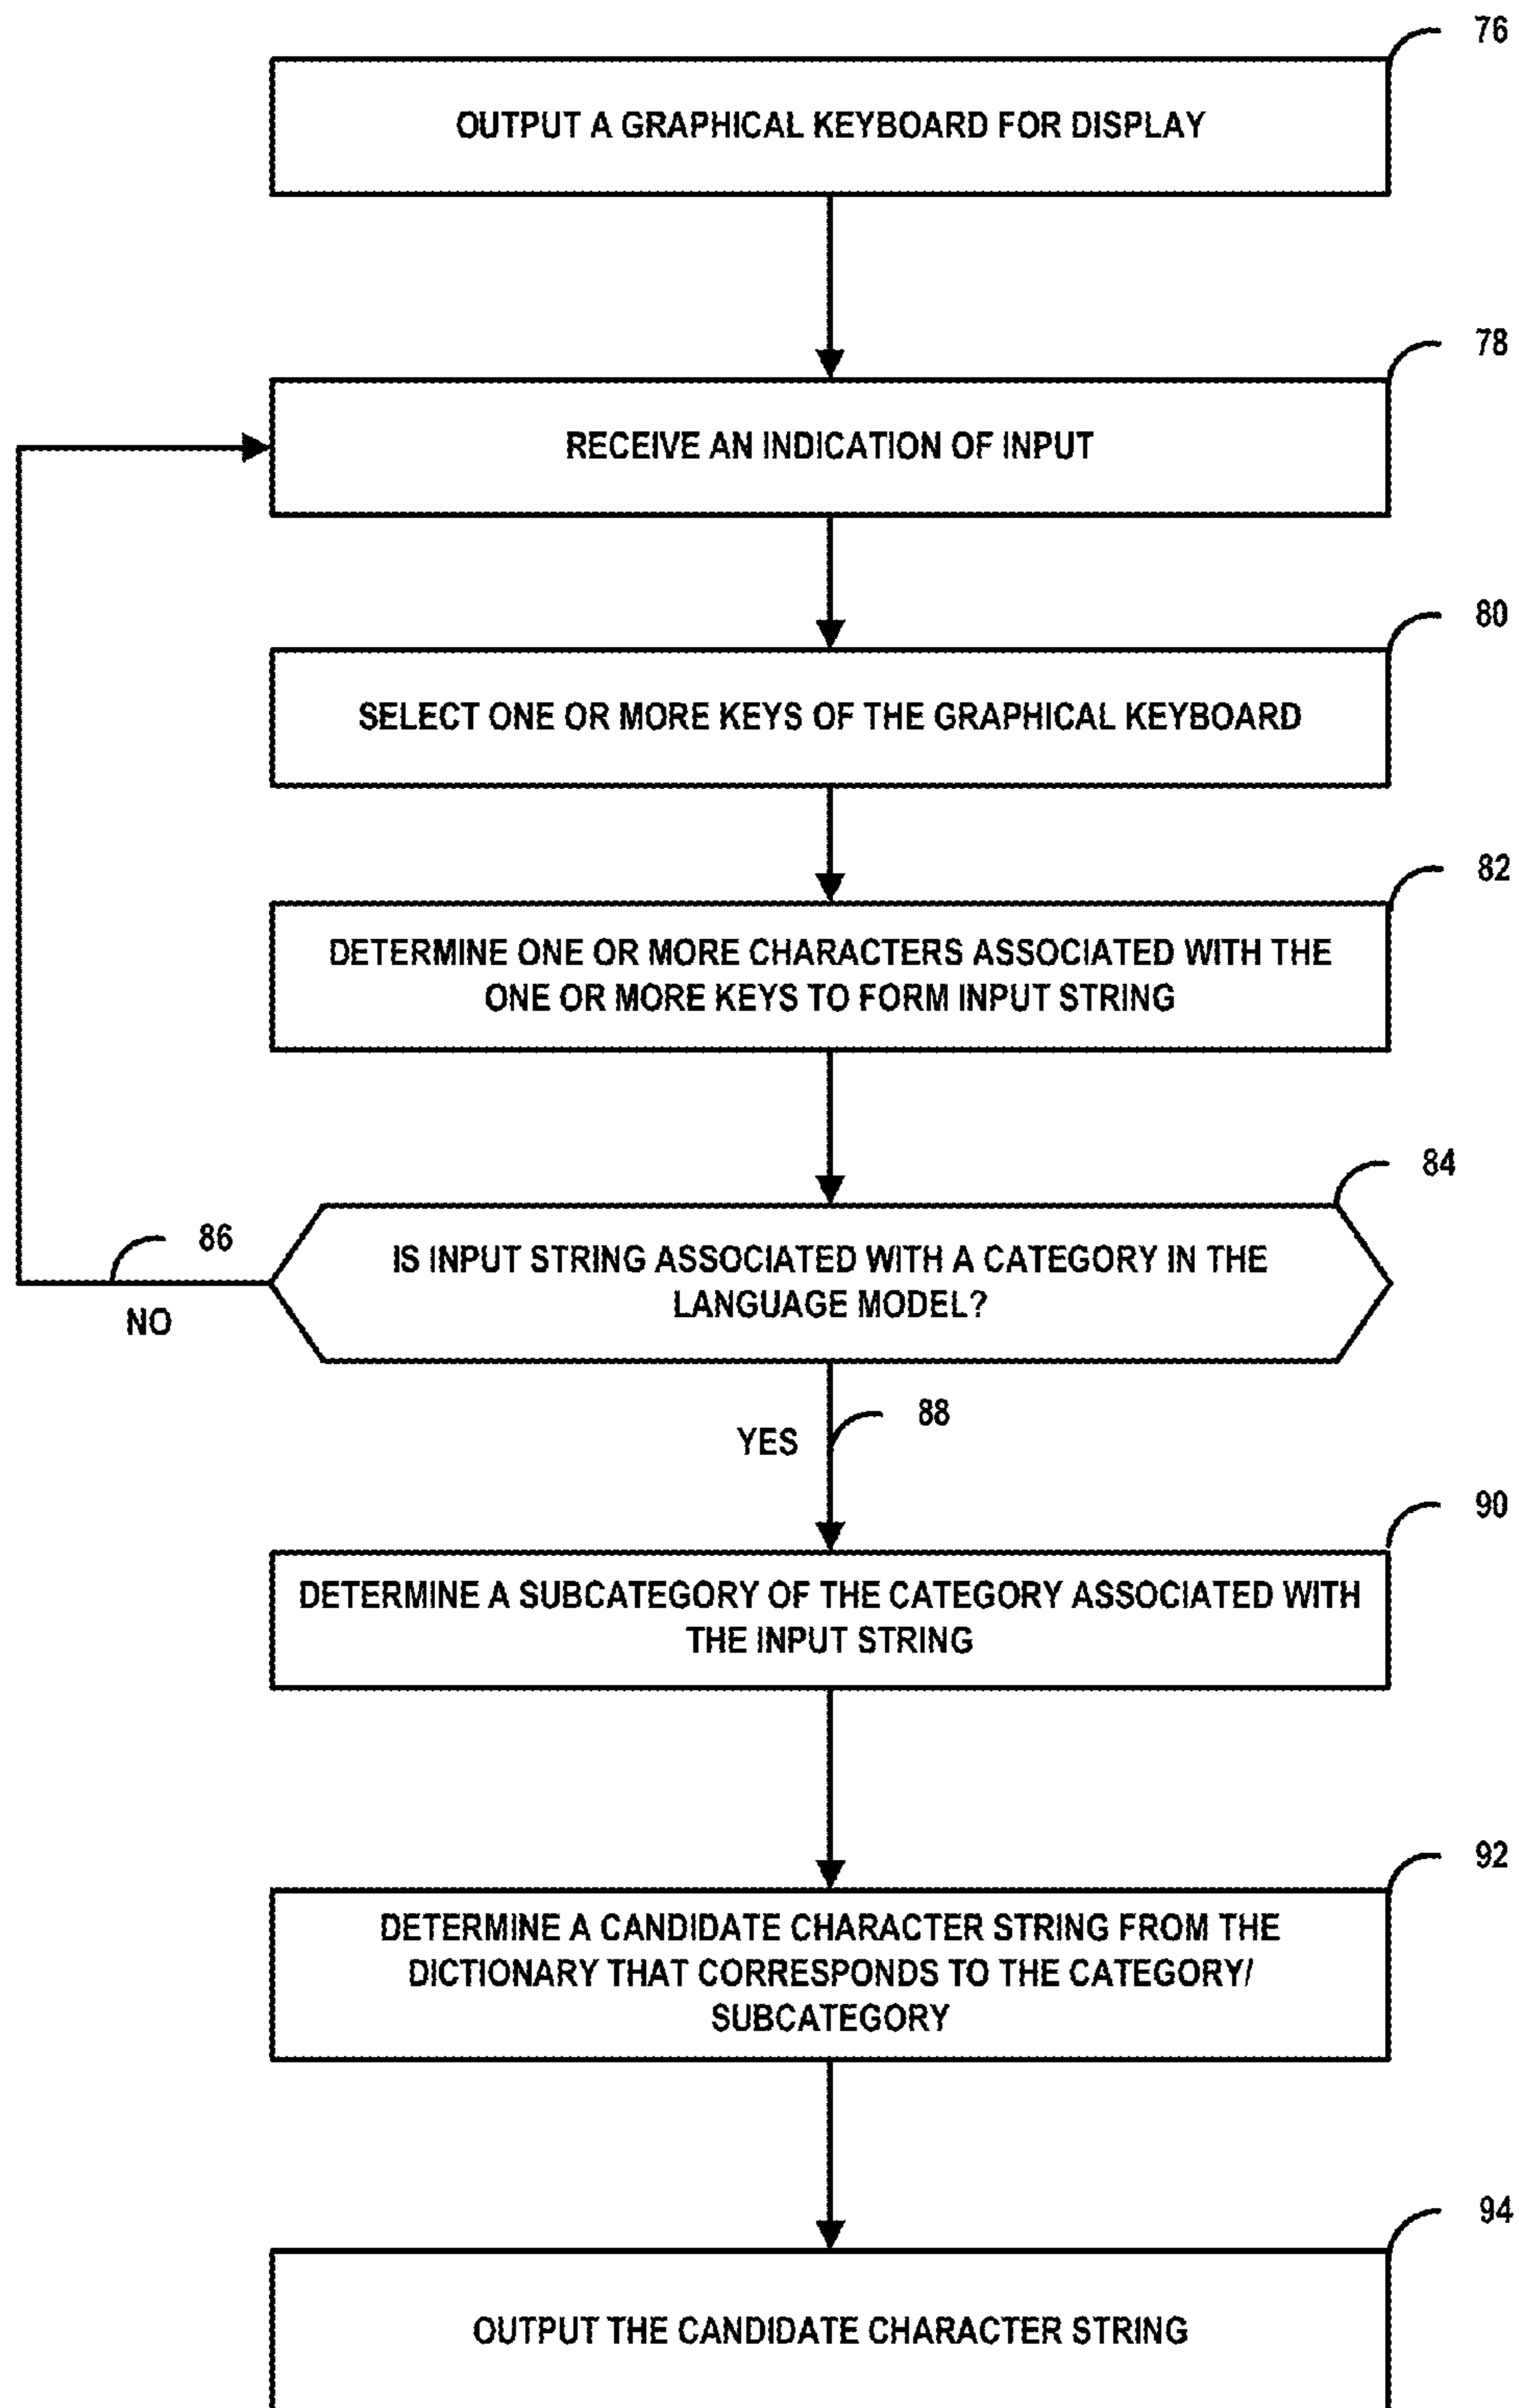 76
OUTPUT A GRAPHICAL KEYBOARD FOR DISPLAY
78
RECEIVE AN INDICATION OF INPUT
80
SELECT ONE OR MORE KEYS OF THE GRAPHICAL KEYBOARD
82
DETERMINE ONE OR MORE CHARACTERS ASSOCIATED WITH THE
ONE OR MORE KEYS TO FORM INPUT STRING
84
86
IS INPUT STRING ASSOCIATED WITH A CATEGORY IN THE
LANGUAGE MODEL?
NO
88
YES
90
DETERMINE A SUBCATEGORY OF THE CATEGORY ASSOCIATED WITH
THE INPUT STRING
92
DETERMINE A CANDIDATE CHARACTER STRING FROM THE
DICTIONARY THAT CORRESPONDS TO THE CATEGORY/
SUBCATEGORY
94
OUTPUT THE CANDIDATE CHARACTER STRING